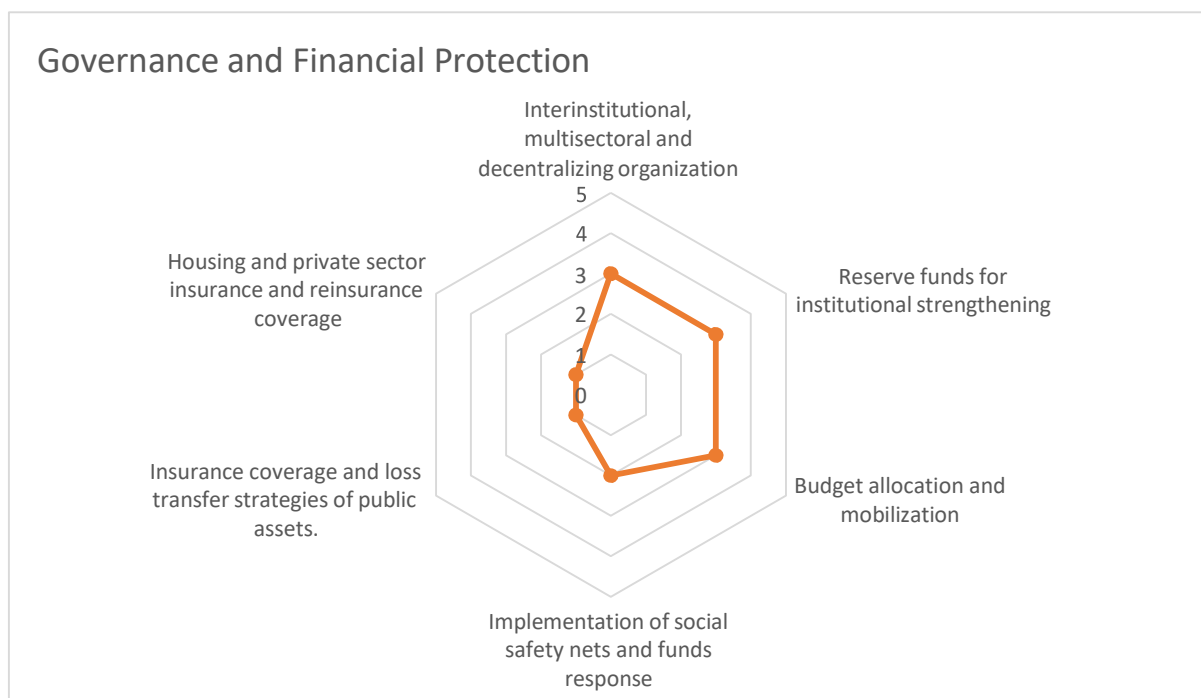 Governance and Financial Protection
Interinstitutional,
multisectoral and
decentralizing organization
5
4
3
2
1
0
Reserve funds for
institutional strengthening
Budget allocation and
mobilization
Implementation of social
safety nets and funds
response
Insurance coverage and loss
transfer strategies of public
assets.
Housing and private sector
insurance and reinsurance
coverage